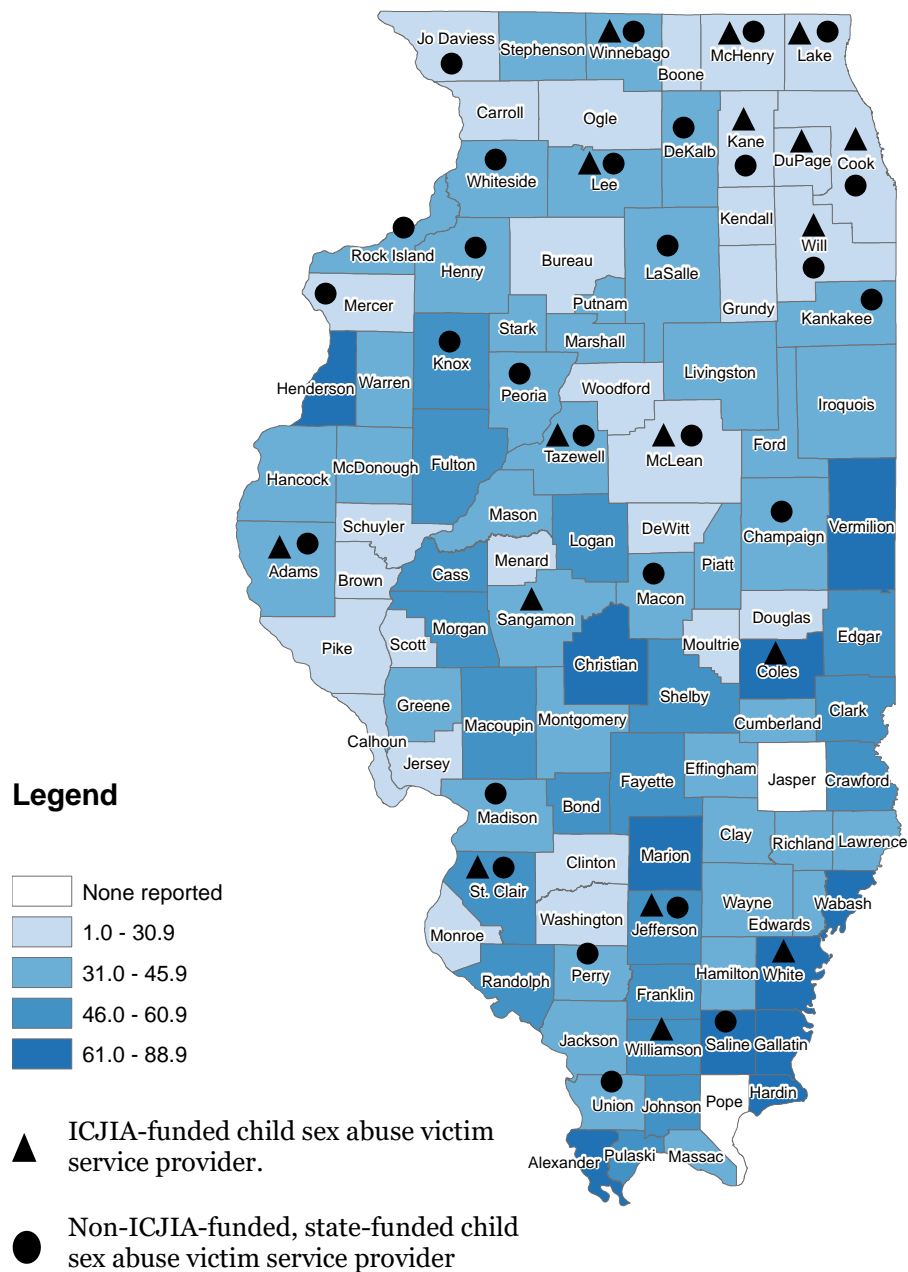 Jo Daviess
Stephenson
Winnebago
Boone
McHenry
Lake
Carroll
Ogle
DeKalb
Kane
DuPage
Cook
Whiteside
Lee
Kendall
Will
Rock Island
Henry
Bureau
LaSalle
Grundy
Mercer
Putnam
Kankakee
Stark
Marshall
Knox
Henderson
Warren
Peoria
Woodford
Livingston
Iroquois
Tazewell
McLean
Ford
Hancock
McDonough
Fulton
Mason
Schuyler
Logan
DeWitt
Champaign
Vermilion
Adams
Brown
Cass
Menard
Macon
Piatt
Pike
Scott
Morgan
Sangamon
Christian
Moultrie
Douglas
Coles
Edgar
Greene
Macoupin
Montgomery
Shelby
Cumberland
Clark
Calhoun
Jersey
Fayette
Effingham
Jasper
Crawford
Madison
Bond
Clay
Richland
Lawrence
St. Clair
Clinton
Marion
Wayne
Edwards
Wabash
Monroe
Washington
Jefferson
Randolph
Perry
Hamilton
White
Franklin
Jackson
Williamson
Saline
Gallatin
Union
Johnson
Pope
Hardin
Alexander
Pulaski
Massac
Legend
None reported
1.0 - 30.9
31.0 - 45.9
46.0 - 60.9
61.0 - 88.9
ICJIA-funded child sex abuse victim
service provider.
Non-ICJIA-funded, state-funded child
sex abuse victim service provider